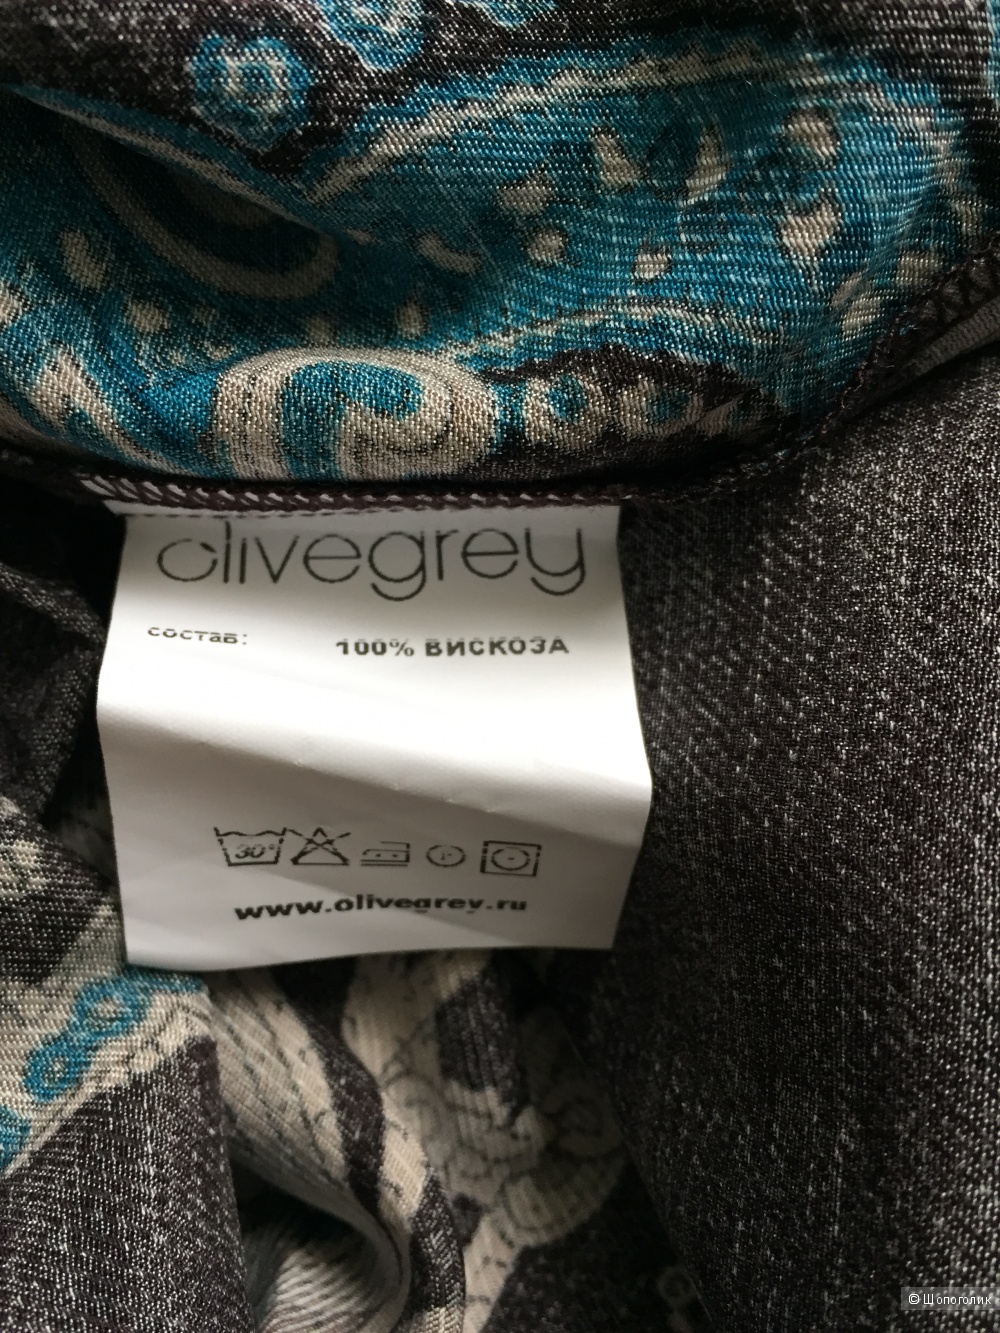 olivegrey
состав: 100% ВИСКОЗА
30°
P
www.olivegrey.ru
© Шопоголик